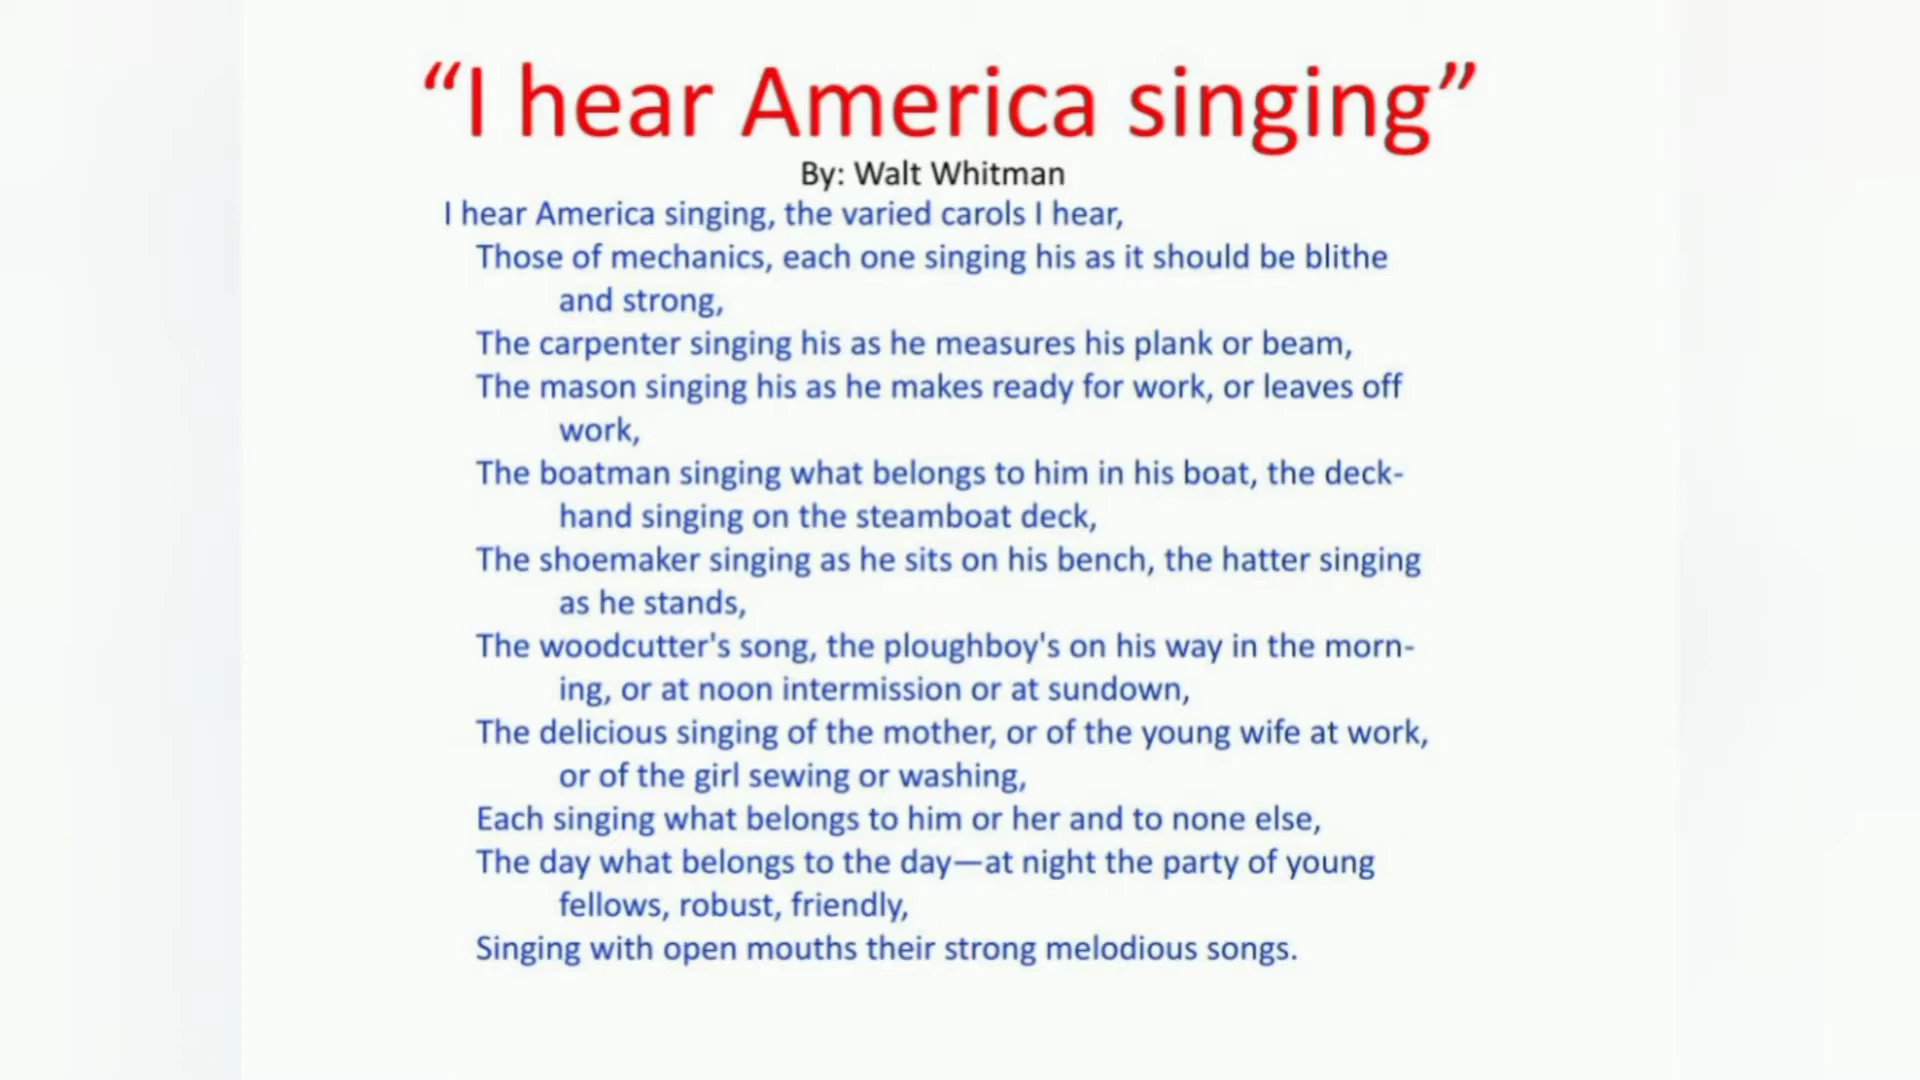 “I hear America singing”
By: Walt Whitman
I hear America singing, the varied carols I hear,
Those of mechanics, each one singing his as it should be blithe
and strong,
The carpenter singing his as he measures his plank or beam,
The mason singing his as he makes ready for work, or leaves off
work,
The boatman singing what belongs to him in his boat, the deck-
hand singing on the steamboat deck,
The shoemaker singing as he sits on his bench, the hatter singing
as he stands,
The woodcutter's song, the ploughboy's on his way in the morn-
ing, or at noon intermission or at sundown,
The delicious singing of the mother, or of the young wife at work,
or of the girl sewing or washing,
Each singing what belongs to him or her and to none else,
The day what belongs to the day—at night the party of young
fellows, robust, friendly,
Singing with open mouths their strong melodious songs.